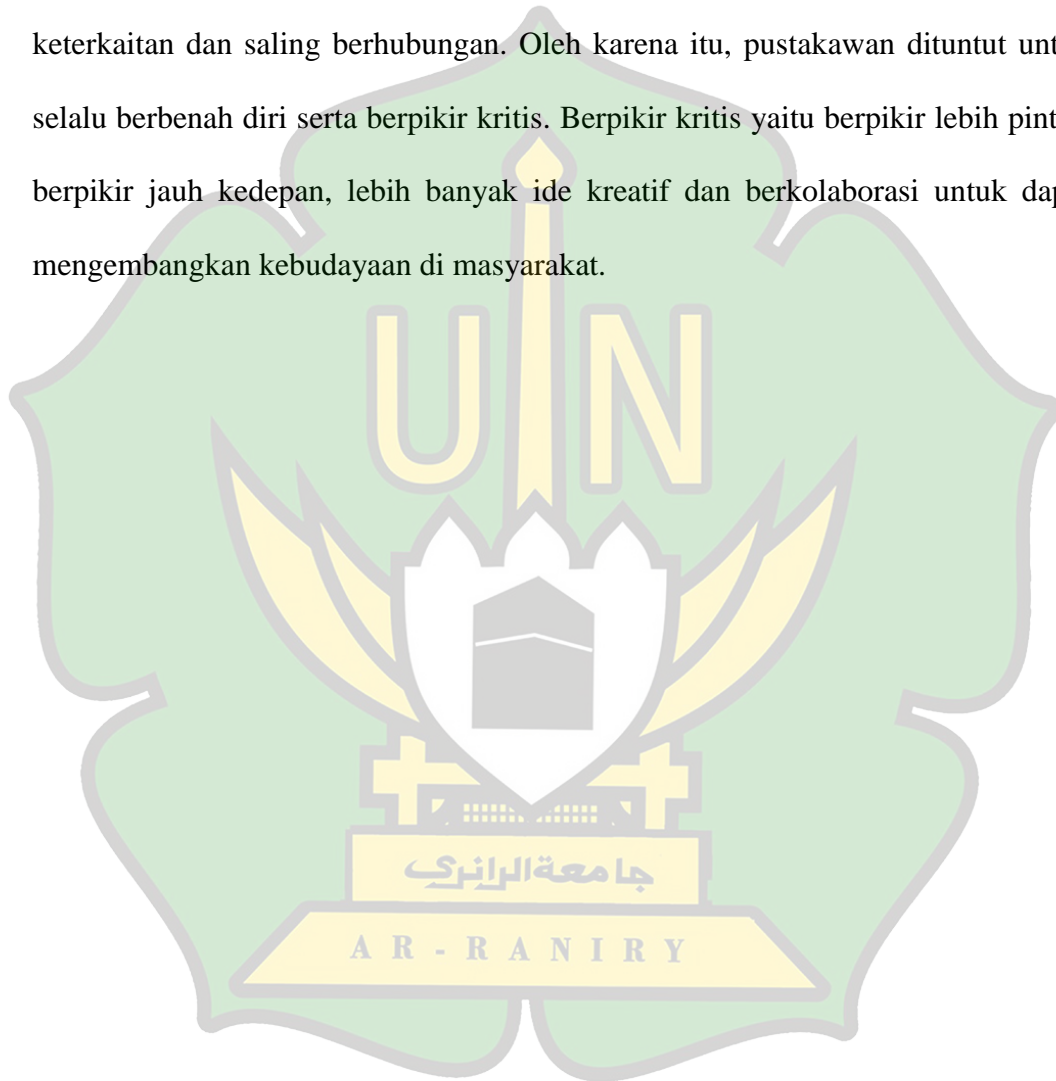 keterkaitan dan saling berhubungan. Oleh karena itu, pustakawan dituntut unt
selalu berbenah diri serta berpikir kritis. Berpikir kritis yaitu berpikir lebih pint
berpikir jauh kedepan, lebih banyak ide kreatif dan berkolaborasi untuk dap
mengembangkan kebudayaan di masyarakat.
UIN
جامعة الرانري
AR-RANIRY